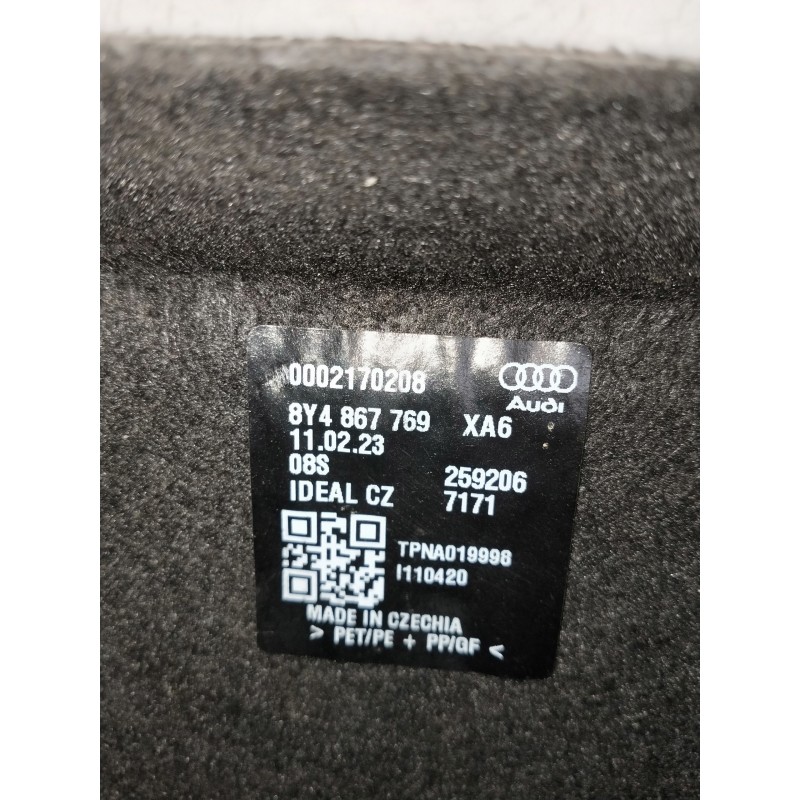 0002170208
Audi
8Y4 867 769 XA6
11.02.23
08S 259206
IDEAL CZ 7171
TPNA019998
I110420
MADE IN CZECHIA
> PET/PE + PP/GF <